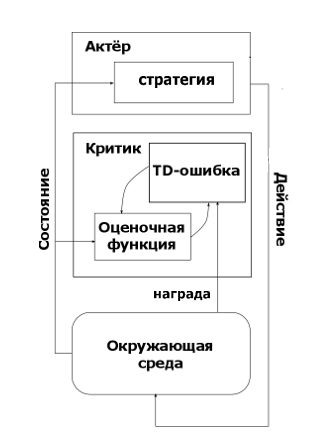 Актёр
стратегия
Критик
TD-ошибка
Оценочная
функция
Состояние
Действие
награда
Окружающая
среда